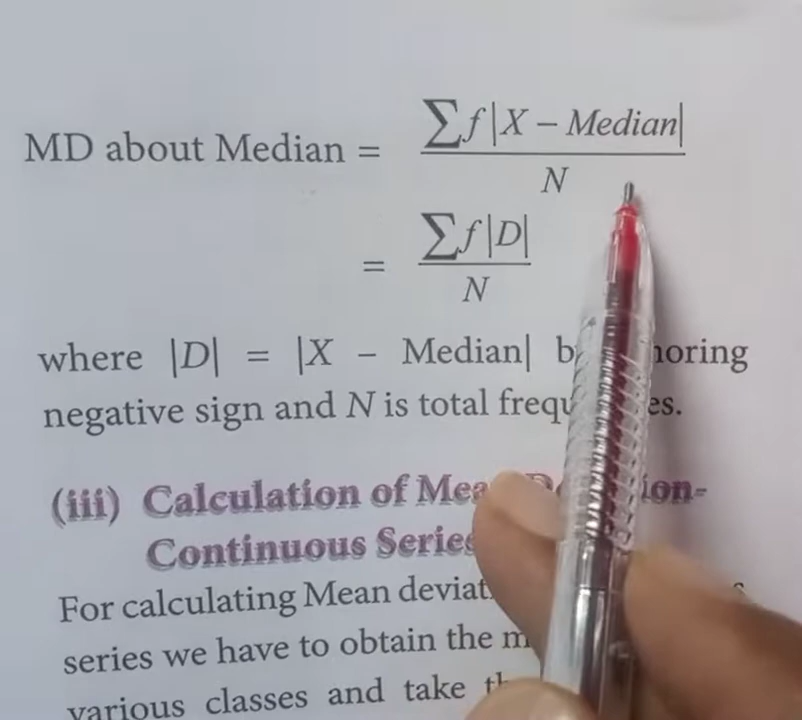 MD about Median = ∑f|X – Median| / N
= ∑f|D| / N
where |D| = |X – Median|
negative sign and N is total
(iii) Calculation of
Continuous Series
For calculating Mean
series we have to obtain the
various classes and take